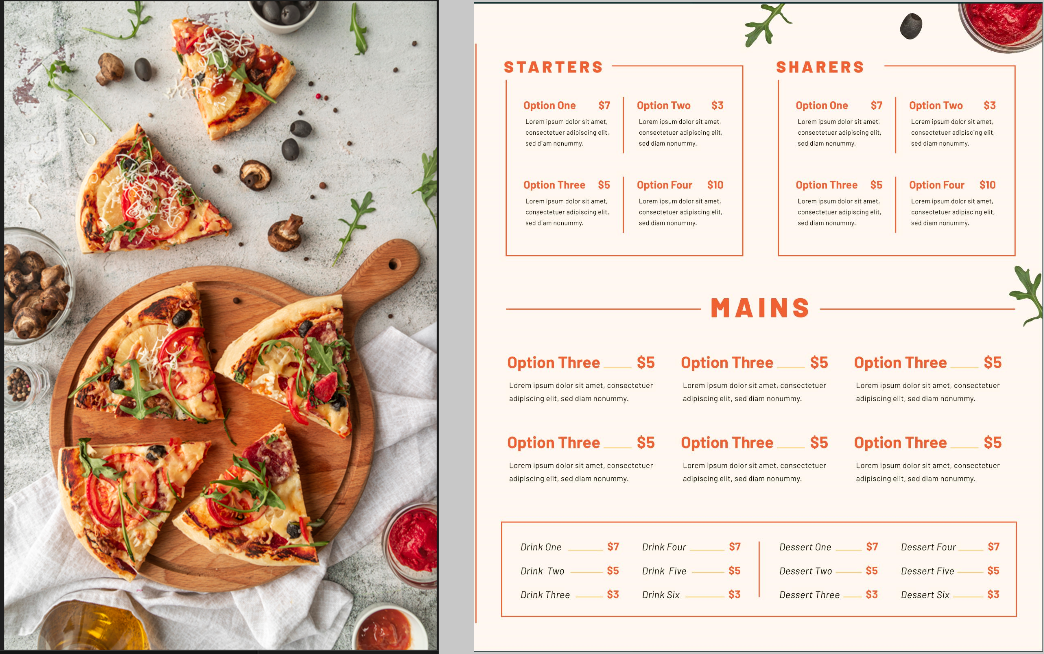 STARTERS
Option One $7
Lorem ipsum dolor sit amet,
consectetuer adipiscing elit,
sed diam nonummy.
Option Two $3
Lorem ipsum dolor sit amet,
consectetuer adipiscing elit,
sed diam nonummy.
Option Three $5
Lorem ipsum dolor sit amet,
consectetuer adipiscing elit,
sed diam nonummy.
Option Four $10
Lorem ipsum dolor sit amet,
consectetuer adipiscing elit,
sed diam nonummy.
SHARERS
Option One $7
Lorem ipsum dolor sit amet,
consectetuer adipiscing elit,
sed diam nonummy.
Option Two $3
Lorem ipsum dolor sit amet,
consectetuer adipiscing elit,
sed diam nonummy.
Option Three $5
Lorem ipsum dolor sit amet,
consectetuer adipiscing elit,
sed diam nonummy.
Option Four $10
Lorem ipsum dolor sit amet,
consectetuer adipiscing elit,
sed diam nonummy.
MAINS
Option Three $5
Lorem ipsum dolor sit amet, consectetuer
adipiscing elit, sed diam nonummy.
Option Three $5
Lorem ipsum dolor sit amet, consectetuer
adipiscing elit, sed diam nonummy.
Option Three $5
Lorem ipsum dolor sit amet, consectetuer
adipiscing elit, sed diam nonummy.
Option Three $5
Lorem ipsum dolor sit amet, consectetuer
adipiscing elit, sed diam nonummy.
Option Three $5
Lorem ipsum dolor sit amet, consectetuer
adipiscing elit, sed diam nonummy.
Option Three $5
Lorem ipsum dolor sit amet, consectetuer
adipiscing elit, sed diam nonummy.
Drink One $7
Drink Two $5
Drink Three $3
Drink Four $7
Drink Five $5
Drink Six $3
Dessert One $7
Dessert Two $5
Dessert Three $3
Dessert Four $7
Dessert Five $5
Dessert Six $3